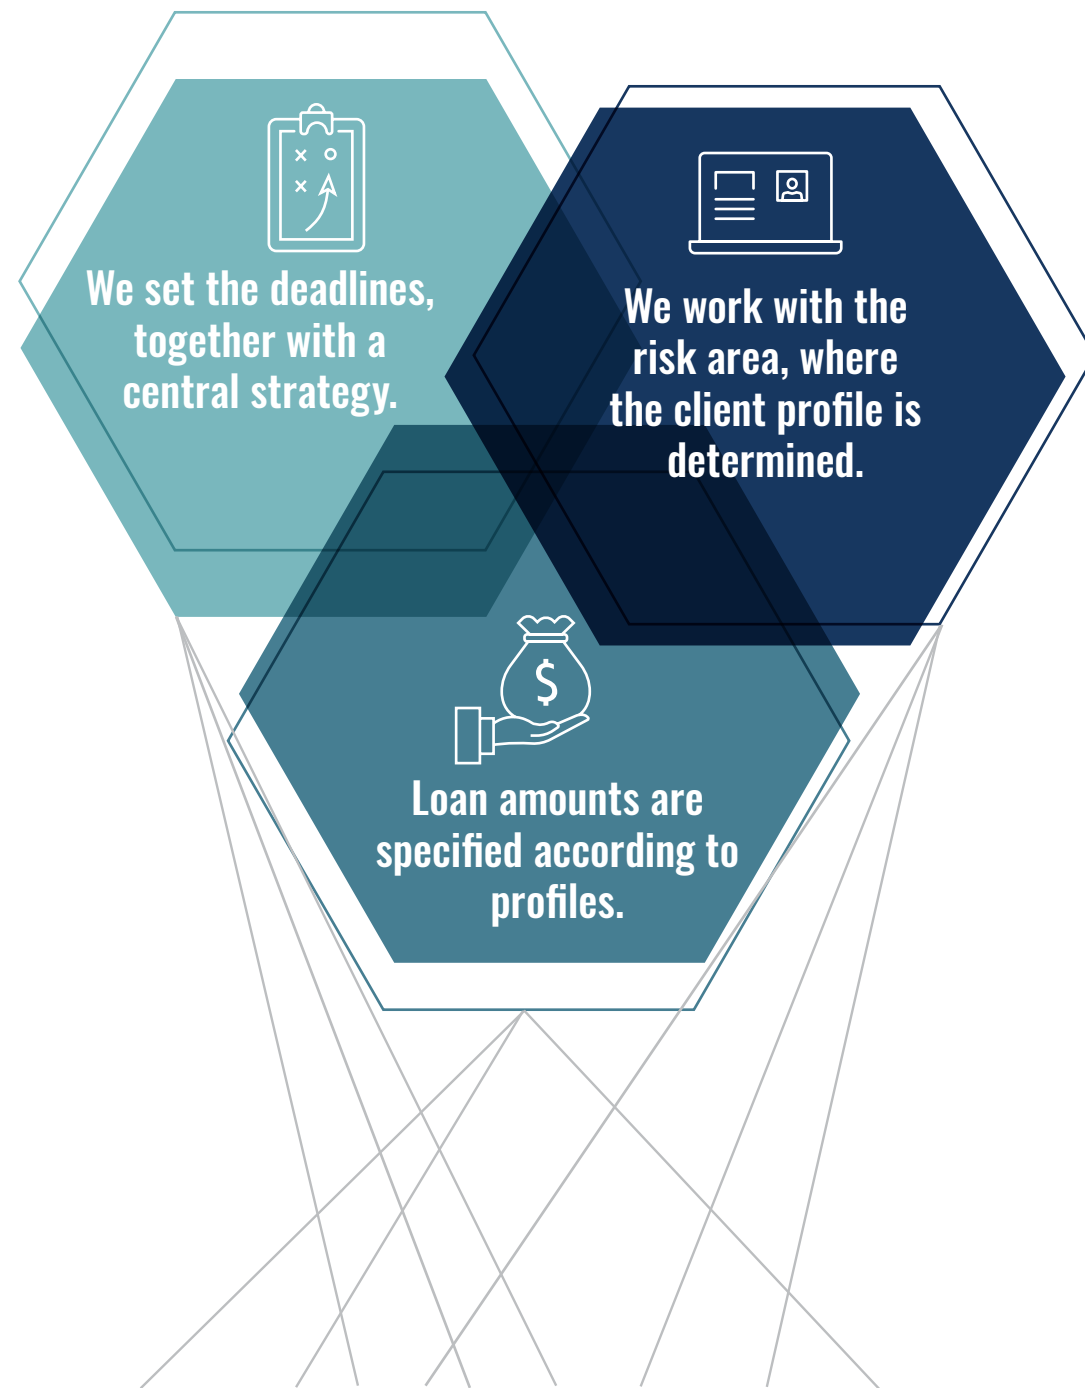 We set the deadlines,
together with a
central strategy.
We work with the
risk area, where
the client profile is
determined.
$
Loan amounts are
specified according to
profiles.